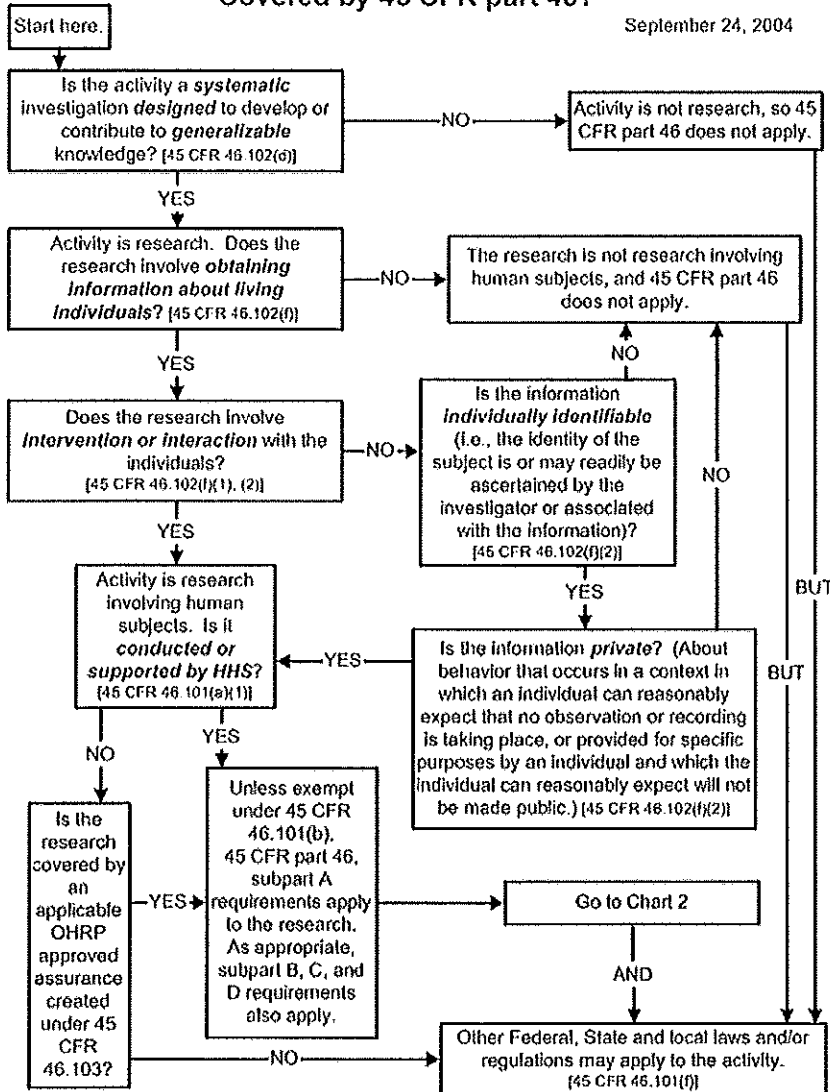 Covered by 45 CFR part 46?
September 24, 2004
Start here.
Is the activity a systematic
investigation designed to develop or
contribute to generalizable
knowledge? [45 CFR 46.102(d)]
NO
Activity is not research, so 45
CFR part 46 does not apply.
YES
Activity is research. Does the
research involve obtaining
information about living
individuals? [45 CFR 46.102(f)]
NO
The research is not research involving
human subjects, and 45 CFR part 46
does not apply.
YES
NO
Does the research involve
intervention or interaction with the
individuals?
[45 CFR 46.102(f)(1), (2)]
NO
Is the information
individually identifiable
(i.e., the identity of the
subject is or may readily be
ascertained by the
investigator or associated
with the information)?
[45 CFR 46.102(f)(2)]
NO
YES
YES
BUT
BUT
Activity is research
involving human
subjects. Is it
conducted or
supported by HHS?
[45 CFR 46.101(a)(1)]
YES
Is the information private? (About
behavior that occurs in a context in
which an individual can reasonably
expect that no observation or recording
is taking place, or provided for specific
purposes by an individual and which the
individual can reasonably expect will not
be made public.) [45 CFR 46.102(f)(2)]
NO
YES
Is the
research
covered by
an
applicable
OHRP
approved
assurance
created
under 45
CFR
46.103?
YES
Unless exempt
under 45 CFR
46.101(b),
45 CFR part 46,
subpart A
requirements apply
to the research.
As appropriate,
subpart B, C, and
D requirements
also apply.
Go to Chart 2
AND
NO
Other Federal, State and local laws and/or
regulations may apply to the activity.
[45 CFR 46.101(f)]